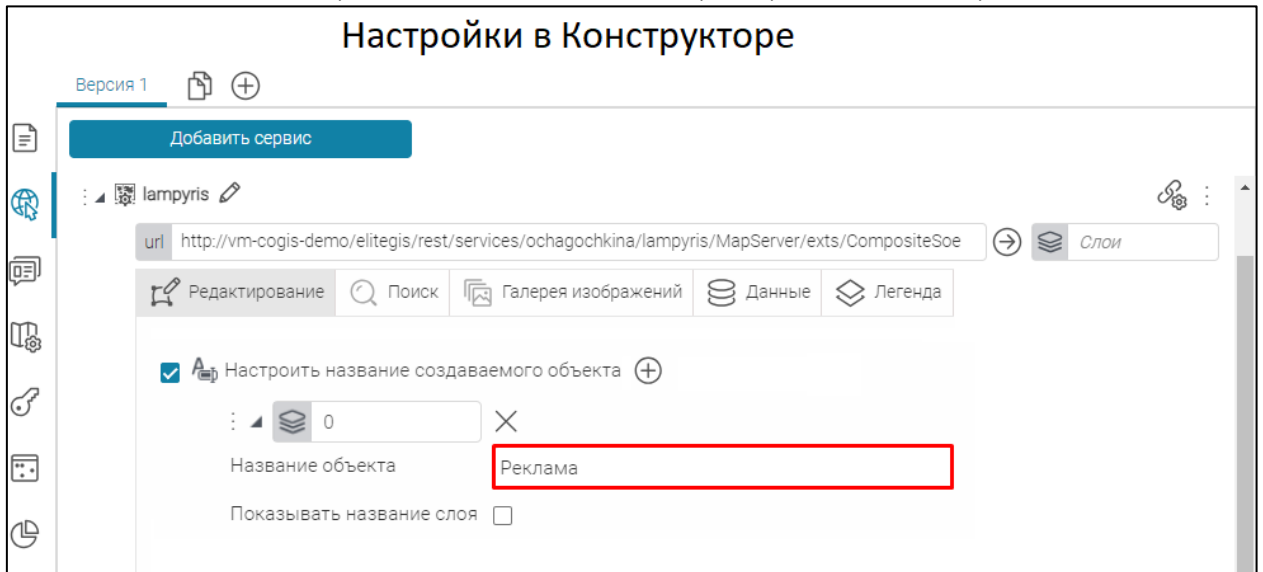 Настройки в Конструкторе
Версия 1
Добавить сервис
lampyris
url http://vm-cogis-demo/elitegis/rest/services/ochagochkina/lampyris/MapServer/exts/CompositeSoe Слои
Редактирование Поиск Галерея изображений Данные Легенда
Настроить название создаваемого объекта
0
Название объекта Реклама
Показывать название слоя